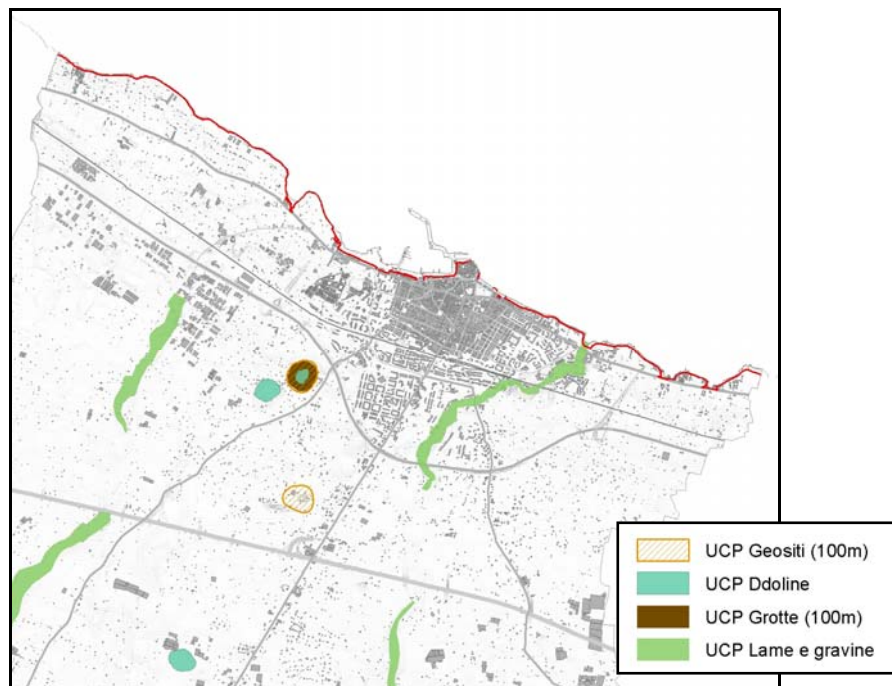 UCP Geositi (100m)
UCP Ddoline
UCP Grotte (100m)
UCP Lame e gravine